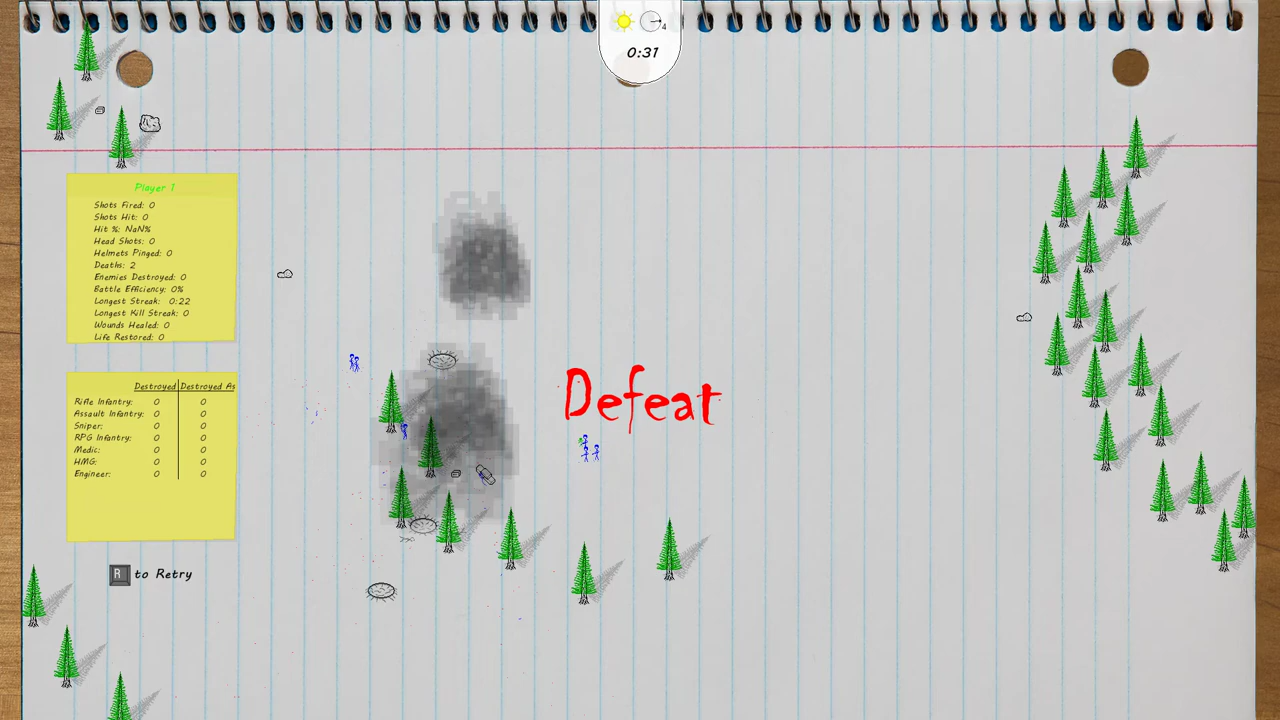 4
0:31
Player 1
Shots Fired: 0
Shots Hit: 0
Hit %: NaN%
Head Shots: 0
Helmets Pinged: 0
Deaths: 2
Enemies Destroyed: 0
Battle Efficiency: 0%
Longest Streak: 0:22
Longest Kill Streak: 0
Wounds Healed: 0
Life Restored: 0
Defeat
Destroyed Destroyed As
Rifle Infantry: 0 0
Assault Infantry: 0 0
Sniper: 0 0
RPG Infantry: 0 0
Medic: 0 0
HMG: 0 0
Engineer: 0 0
R to Retry